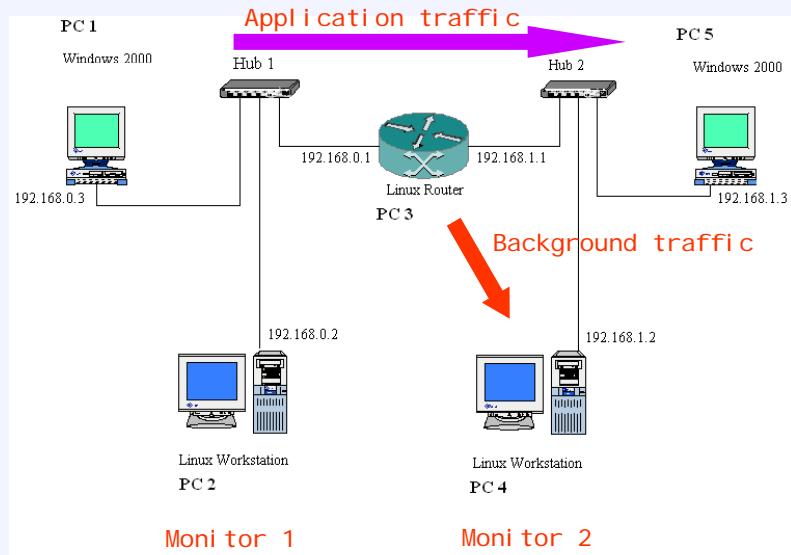 Application traffic
PC 1
PC 5
Windows 2000
Hub 1
Hub 2
Windows 2000
192.168.0.1
192.168.1.1
Linux Router
192.168.0.3
192.168.1.3
PC 3
Background traffic
192.168.0.2
192.168.1.2
Linux Workstation
Linux Workstation
PC 2
PC 4
Monitor 1
Monitor 2